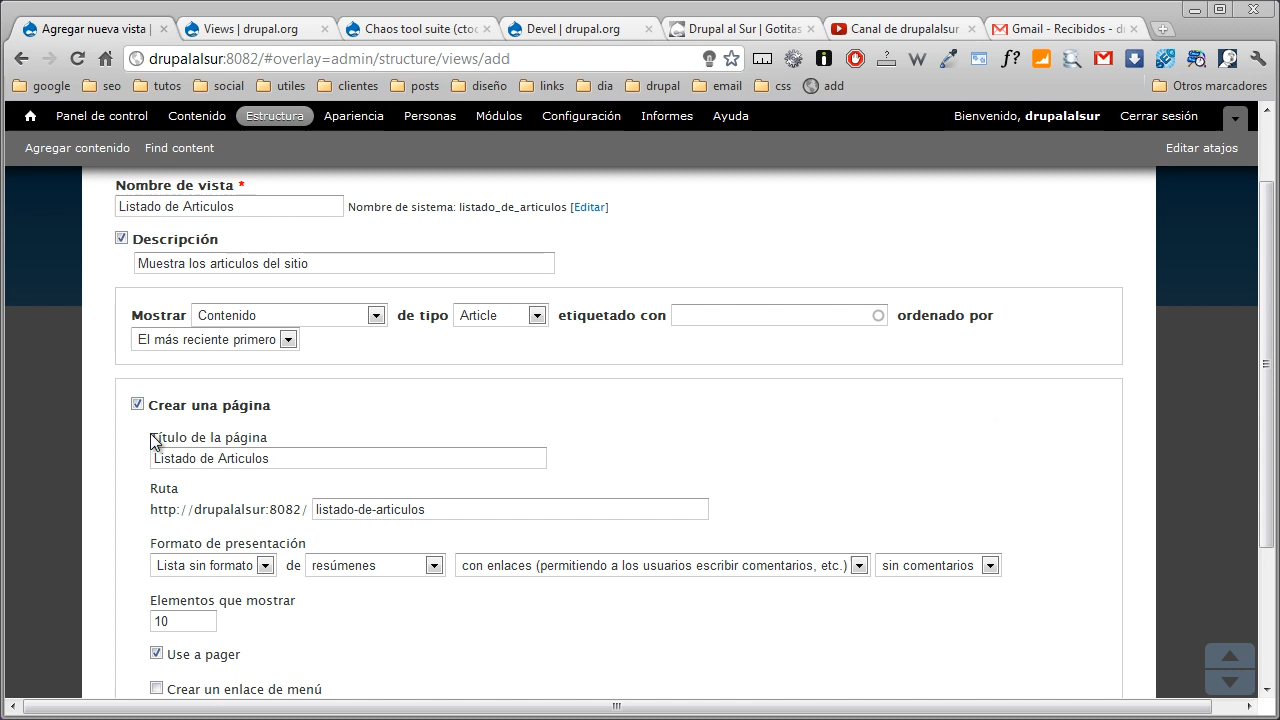 Agregar nueva vista |
Views | drupal.org
Chaos tool suite (ctoc
Devel | drupal.org
Drupal al Sur | Gotitas
Canal de drupalalsur
Gmail - Recibidos - d
drupalalsur:8082/#overlay=admin/structure/views/add
google seo tutos social utiles clientes posts diseño links dia drupal email css add Otros marcadores
Panel de control Contenido Estructura Apariencia Personas Módulos Configuración Informes Ayuda Bienvenido, drupalalsur Cerrar sesión
Agregar contenido Find content Editar atajos
Nombre de vista *
Listado de Articulos Nombre de sistema: listado_de_articulos [Editar]
Descripción
Muestra los articulos del sitio
Mostrar Contenido de tipo Article etiquetado con ordenado por
El más reciente primero
Crear una página
Título de la página
Listado de Articulos
Ruta
http://drupalalsur:8082/ listado-de-articulos
Formato de presentación
Lista sin formato de resúmenes con enlaces (permitiendo a los usuarios escribir comentarios, etc.) sin comentarios
Elementos que mostrar
10
Use a pager
Crear un enlace de menú